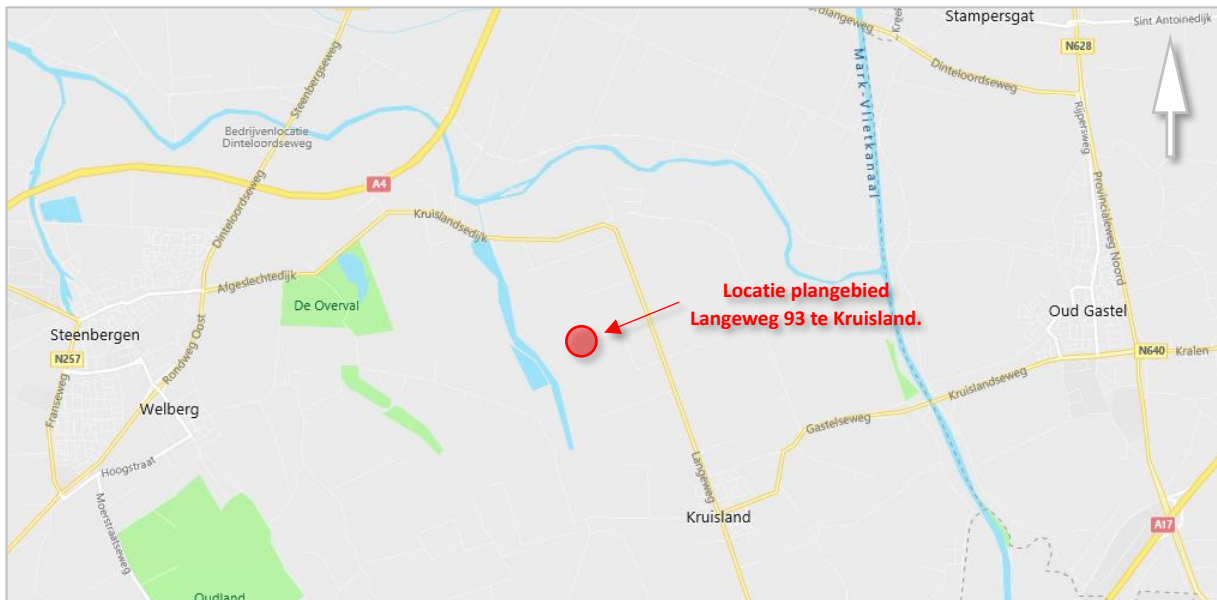 Stampersgat
Sint Antoinedijk
N628
Dinteloordseweg
Mark-Vlietkanaal
Rijpersweg
Provincialeweg Noord
Steenbergseweg
Bedrijvenlocatie
Dinteloordseweg
A4
Kruislandsedijk
Dinteloordseweg
Afgeslechtedijk
De Overval
Locatie plangebied
Langeweg 93 te Kruisland.
Oud Gastel
Steenbergen
N257
Rondweg Oost
Franseweg
Welberg
N640
Kralen
Kruislandseweg
Gastelseweg
Hoogstraat
Moerstraatseweg
Langeweg
Kruisland
A17
Oudland